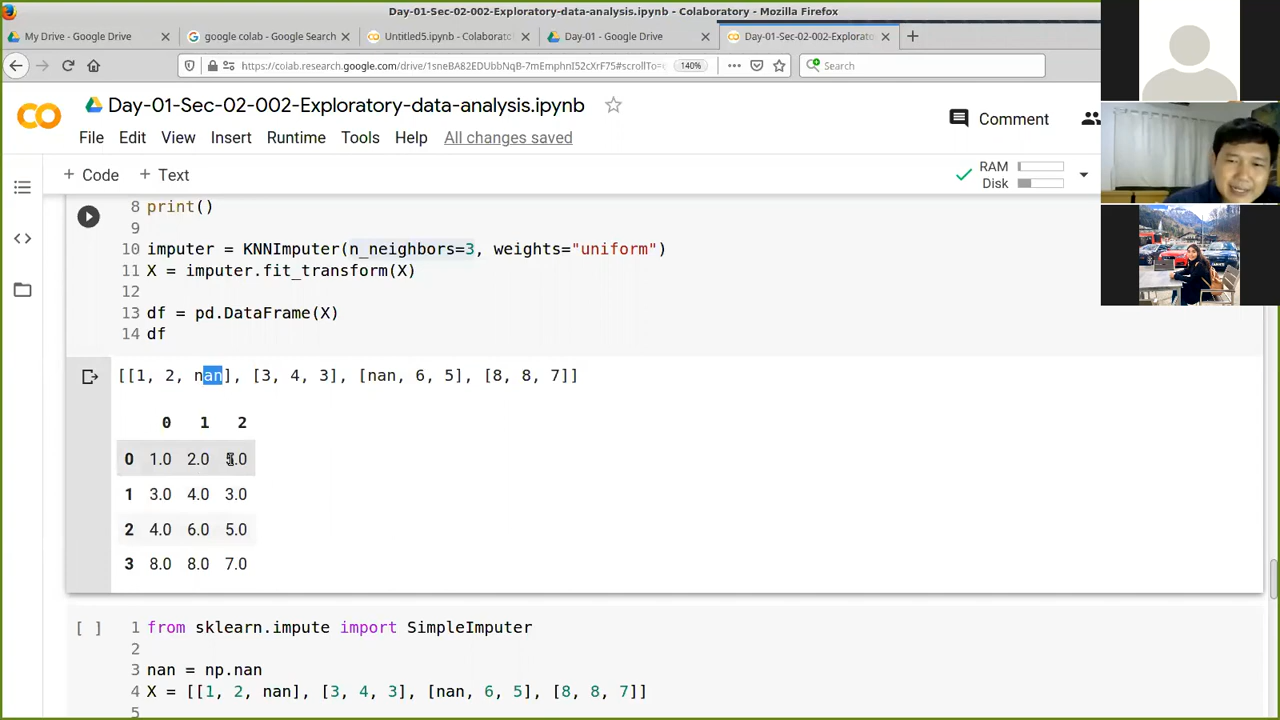 Day-01-Sec-02-002-Exploratory-data-analysis.ipynb - Colaboratory - Mozilla Firefox
My Drive - Google Drive
google colab - Google Search
Untitled5.ipynb - Colaborat
Day-01 - Google Drive
Day-01-Sec-02-002-Explorato
https://colab.research.google.com/drive/1sneBA82EDUbbNqB-7mEmphnI52cXrF75#scrollTo=
140%
Search
CO
Day-01-Sec-02-002-Exploratory-data-analysis.ipynb
File Edit View Insert Runtime Tools Help All changes saved
Comment
+ Code + Text
RAM
Disk
8 print()
9
10 imputer = KNNImputer(n_neighbors=3, weights="uniform")
11 X = imputer.fit_transform(X)
12
13 df = pd.DataFrame(X)
14 df
[[1, 2, nan], [3, 4, 3], [nan, 6, 5], [8, 8, 7]]
0 1 2
0 1.0 2.0 5.0
1 3.0 4.0 3.0
2 4.0 6.0 5.0
3 8.0 8.0 7.0
[ ] 1 from sklearn.impute import SimpleImputer
2
3 nan = np.nan
4 X = [[1, 2, nan], [3, 4, 3], [nan, 6, 5], [8, 8, 7]]
5